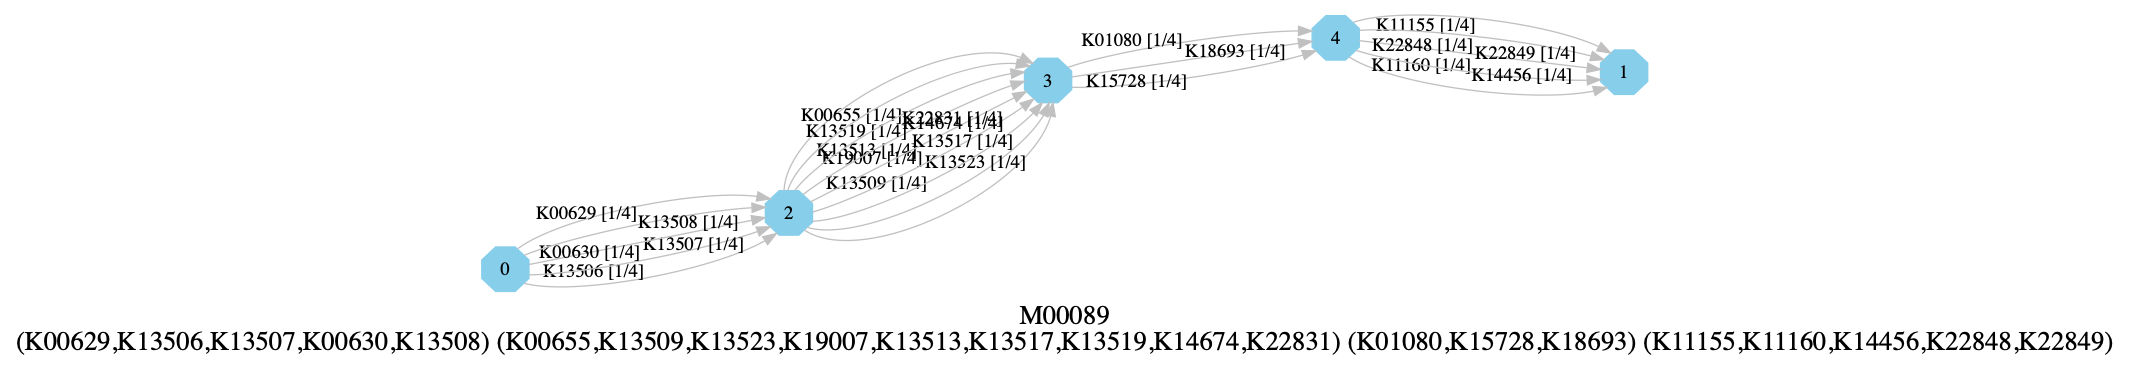 K11155 [1/4]
4
K01080 [1/4]
K22848 [1/4]
K22849 [1/4]
K18693 [1/4]
K11160 [1/4]
K14456 [1/4]
1
3
K15728 [1/4]
K00655 [1/4]
K22831 [1/4]
K14674 [1/4]
K13519 [1/4]
K13517 [1/4]
K13513 [1/4]
K19007 [1/4]
K13523 [1/4]
K13509 [1/4]
2
K00629 [1/4]
K13508 [1/4]
K13507 [1/4]
K00630 [1/4]
0
K13506 [1/4]
M00089
(K00629,K13506,K13507,K00630,K13508) (K00655,K13509,K13523,K19007,K13513,K13517,K13519,K14674,K22831) (K01080,K15728,K18693) (K11155,K11160,K14456,K22848,K22849)